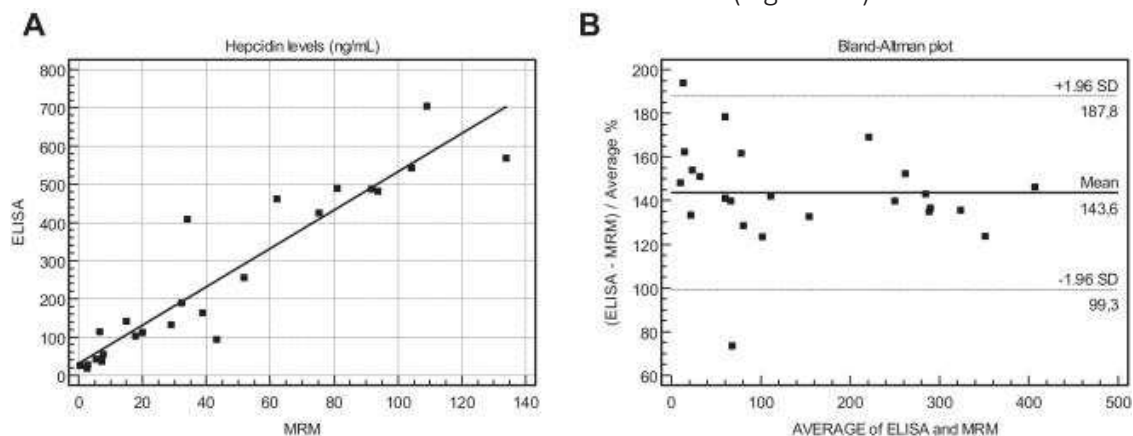 A
Hepcidin levels (ng/mL)
800
700
600
500
400
300
200
100
0
ELISA
0 20 40 60 80 100 120 140
MRM
B
Bland-Altman plot
200
180
160
140
120
100
80
60
(ELISA - MRM) / Average %
+1.96 SD
187,8
Mean
143,6
-1.96 SD
99,3
0 100 200 300 400 500
AVERAGE of ELISA and MRM